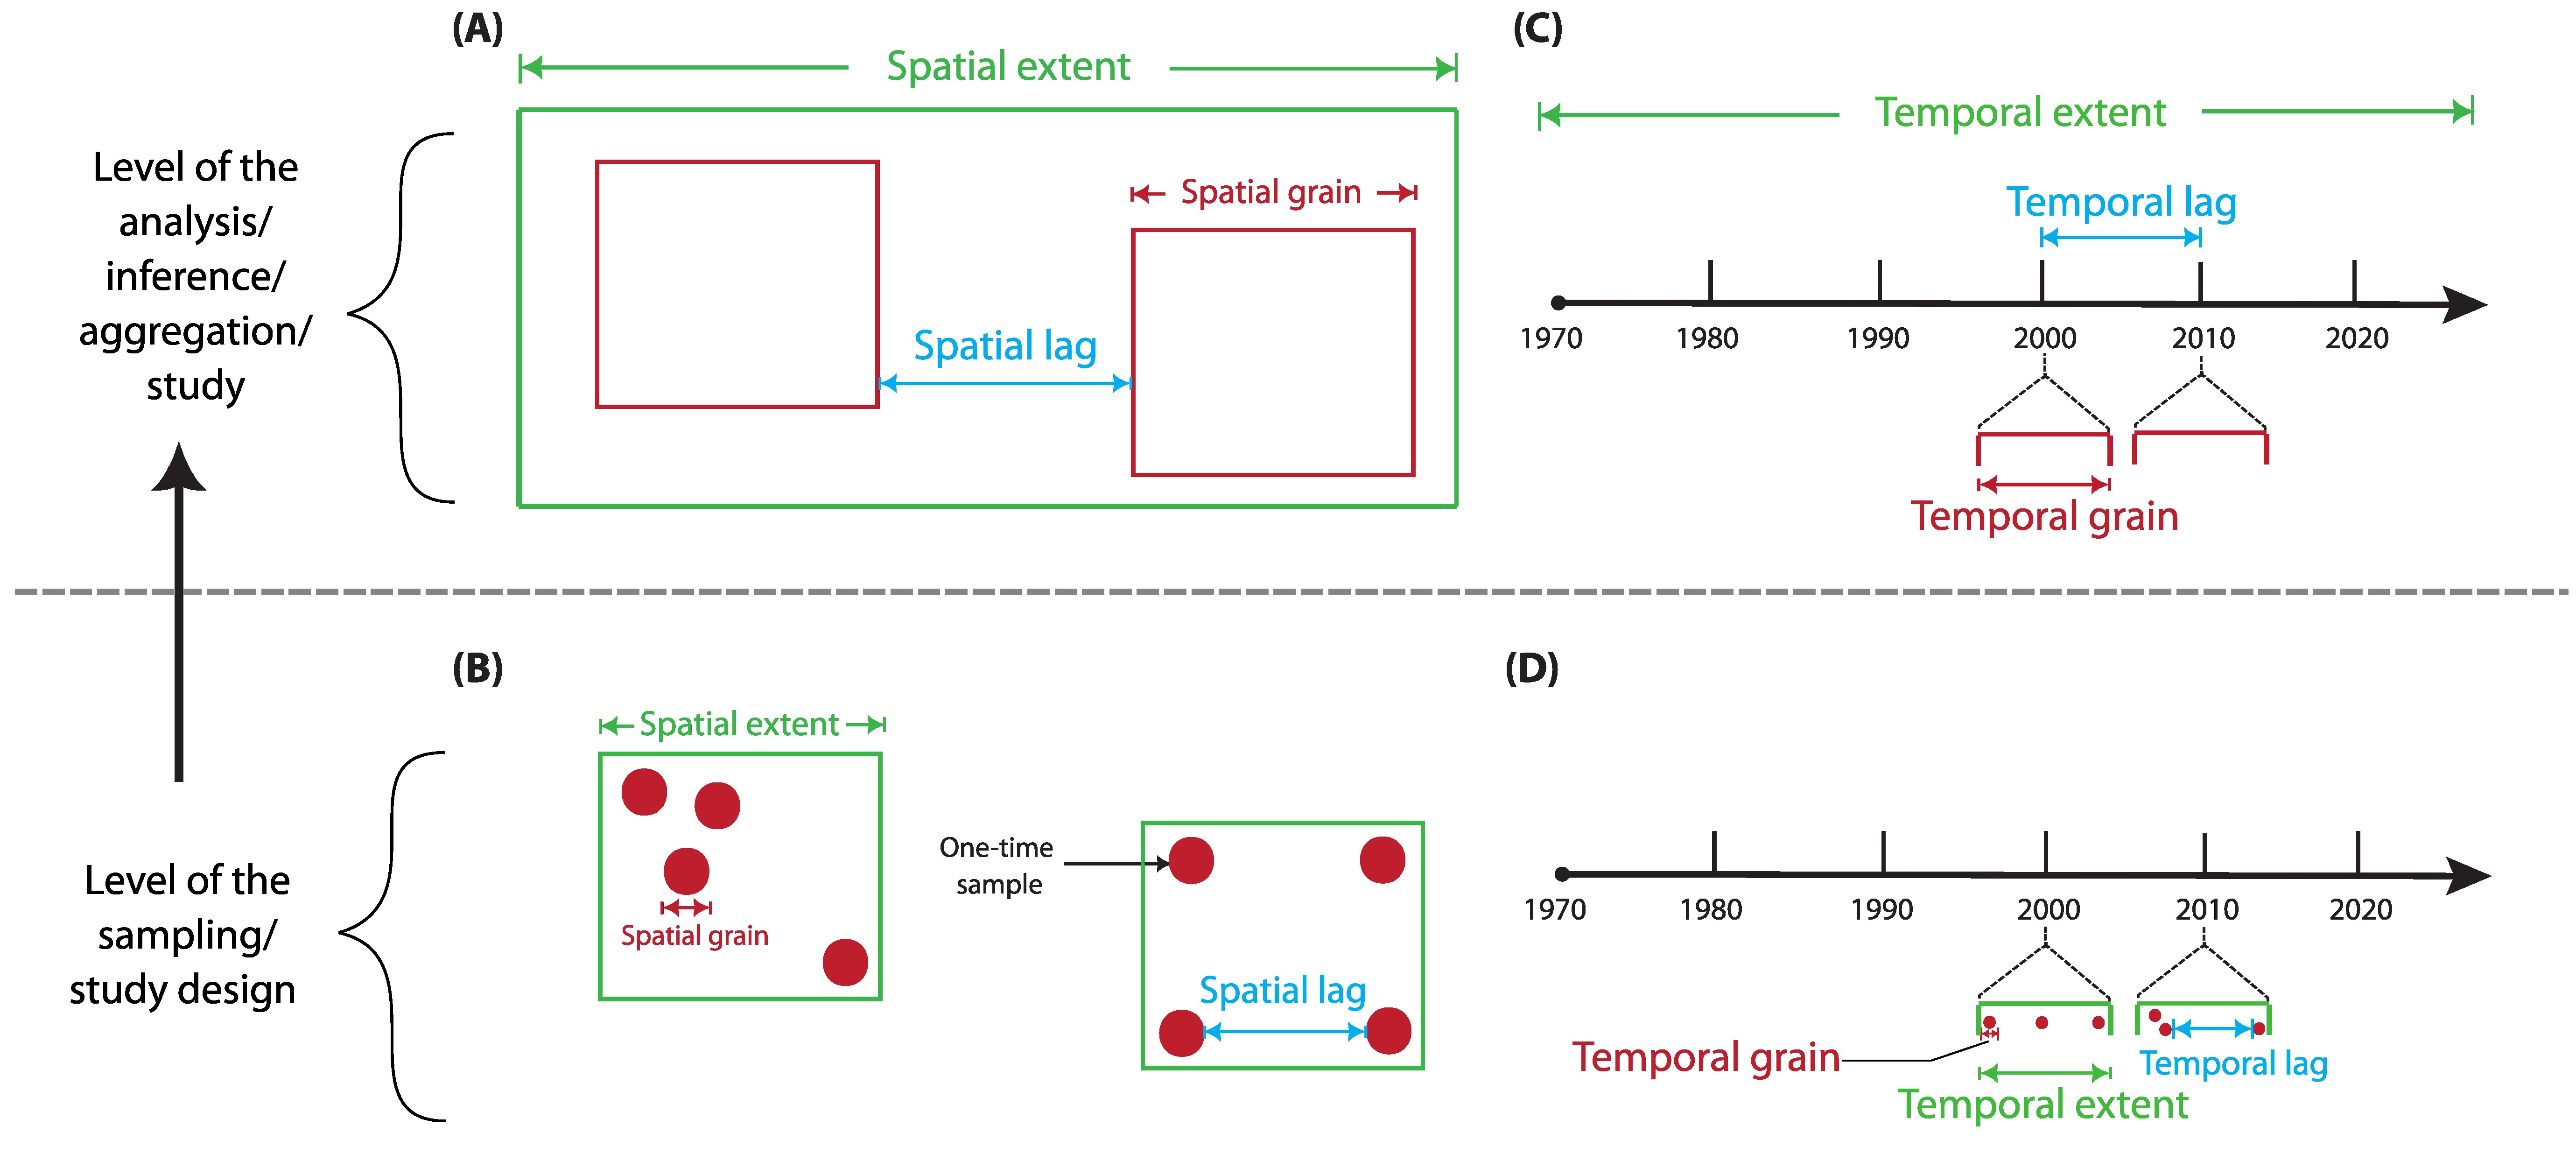 (A)
Spatial extent
Level of the
analysis/
inference/
aggregation/
study
Spatial grain
Spatial lag
(C)
Temporal extent
Temporal lag
1970 1980 1990 2000 2010 2020
Temporal grain
(B)
Spatial extent
Level of the
sampling/
study design
Spatial grain
One-time
sample
Spatial lag
(D)
1970 1980 1990 2000 2010 2020
Temporal grain
Temporal lag
Temporal extent